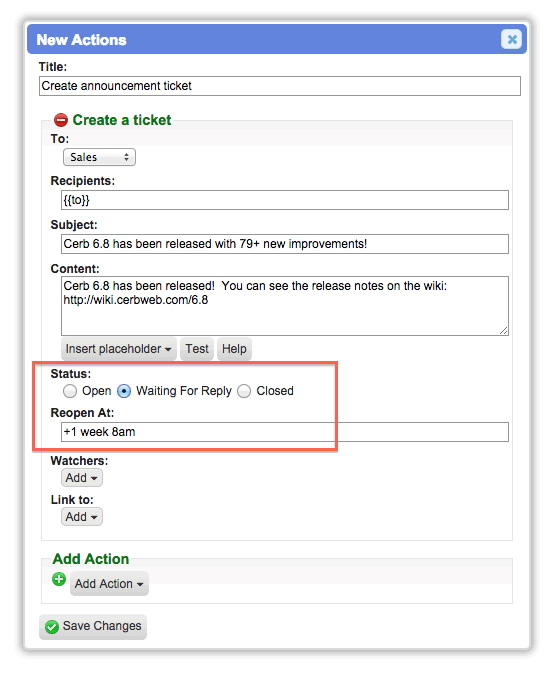 New Actions
Title:
Create announcement ticket
Create a ticket
To:
Sales
Recipients:
{{to}}
Subject:
Cerb 6.8 has been released with 79+ new improvements!
Content:
Cerb 6.8 has been released!  You can see the release notes on the wiki:
http://wiki.cerbweb.com/6.8
Insert placeholder Test Help
Status:
Open Waiting For Reply Closed
Reopen At:
+1 week 8am
Watchers:
Add
Link to:
Add
Add Action
Add Action
Save Changes